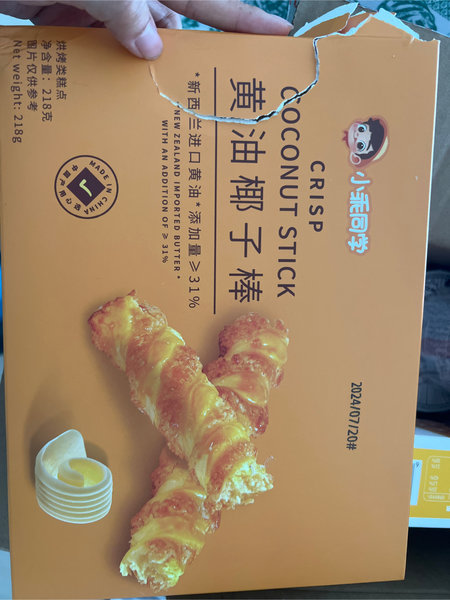 小乖同学
CRISP
COCONUT STICK
黄油椰子棒
*新西兰进口黄油*添加量≥31%
NEW ZEALAND IMPORTED BUTTER*
WITH AN ADDITION OF ≥ 31%
MADE IN CHINA
烘烤类糕点
净含量：218克
图片仅供参考
Net weight: 218g
2024/07/20#